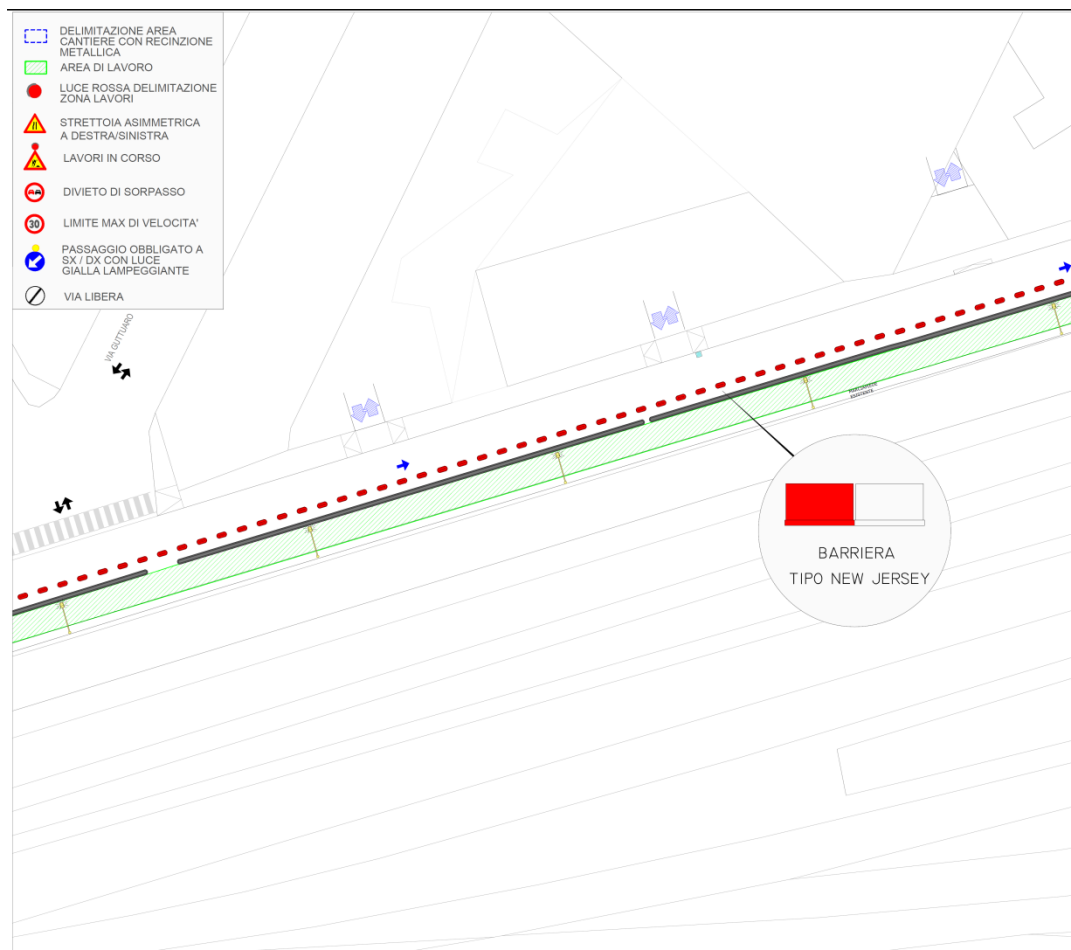 DELIMITAZIONE AREA
CANTIERE CON RECINZIONE
METALLICA
AREA DI LAVORO
LUCE ROSSA DELIMITAZIONE
ZONA LAVORI
STRETTOIA ASIMMETRICA
A DESTRA/SINISTRA
LAVORI IN CORSO
DIVIETO DI SORPASSO
30
LIMITE MAX DI VELOCITA'
PASSAGGIO OBBLIGATO A
SX / DX CON LUCE
GIALLA LAMPEGGIANTE
VIA LIBERA
VIA GUTTUARO
MARCIAPIEDE
ESISTENTE
BARRIERA
TIPO NEW JERSEY